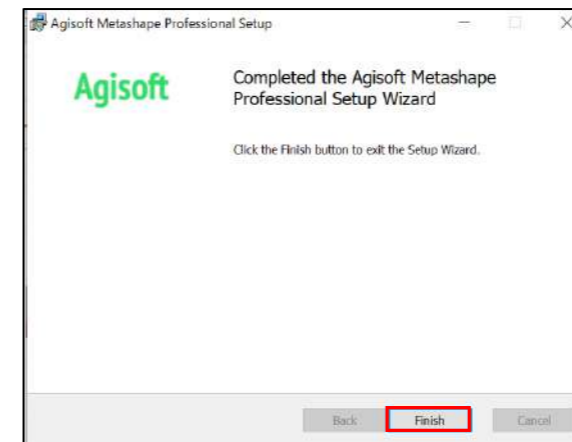 Agisoft Metashape Professional Setup
Agisoft
Completed the Agisoft Metashape
Professional Setup Wizard
Click the Finish button to exit the Setup Wizard.
Back Finish Cancel